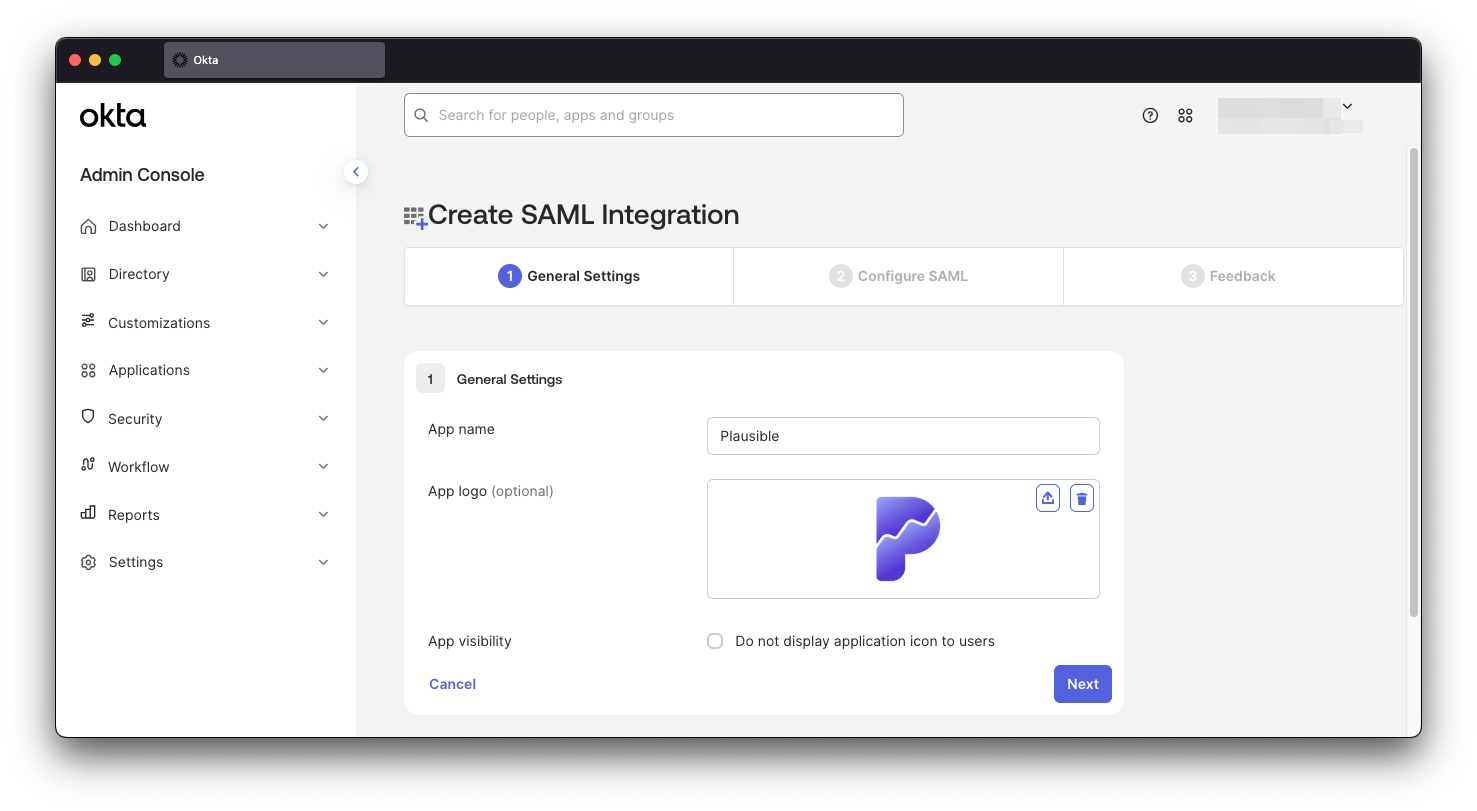 Okta
okta
Search for people, apps and groups
Admin Console
Dashboard
Directory
Customizations
Applications
Security
Workflow
Reports
Settings
Create SAML Integration
1 General Settings
2 Configure SAML
3 Feedback
1 General Settings
App name
Plausible
App logo (optional)
App visibility
Do not display application icon to users
Cancel
Next